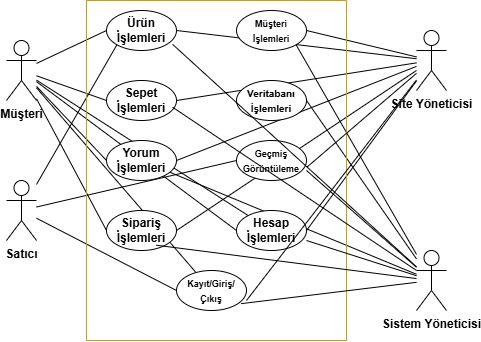 Ürün
İşlemleri
Müşteri
İşlemleri
Müşteri
Sepet
İşlemleri
Veritabanı
İşlemleri
Site Yöneticisi
Yorum
İşlemleri
Geçmiş
Görüntüleme
Satıcı
Sipariş
İşlemleri
Hesap
İşlemleri
Kayıt/Giriş/
Çıkış
Sistem Yöneticisi